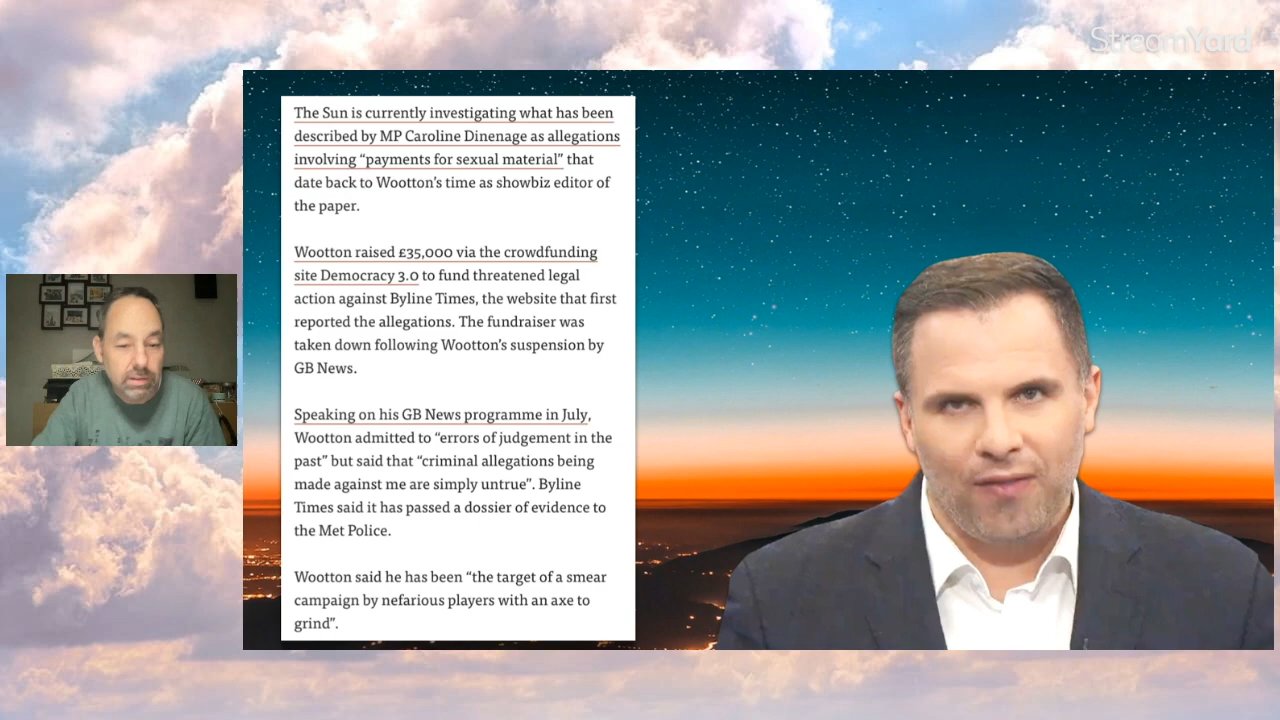 StreamYard
The Sun is currently investigating what has been
described by MP Caroline Dinenage as allegations
involving “payments for sexual material” that
date back to Wootton’s time as showbiz editor of
the paper.
Wootton raised £35,000 via the crowdfunding
site Democracy 3.0 to fund threatened legal
action against Byline Times, the website that first
reported the allegations. The fundraiser was
taken down following Wootton’s suspension by
GB News.
Speaking on his GB News programme in July,
Wootton admitted to “errors of judgement in the
past” but said that “criminal allegations being
made against me are simply untrue”. Byline
Times said it has passed a dossier of evidence to
the Met Police.
Wootton said he has been “the target of a smear
campaign by nefarious players with an axe to
grind”.